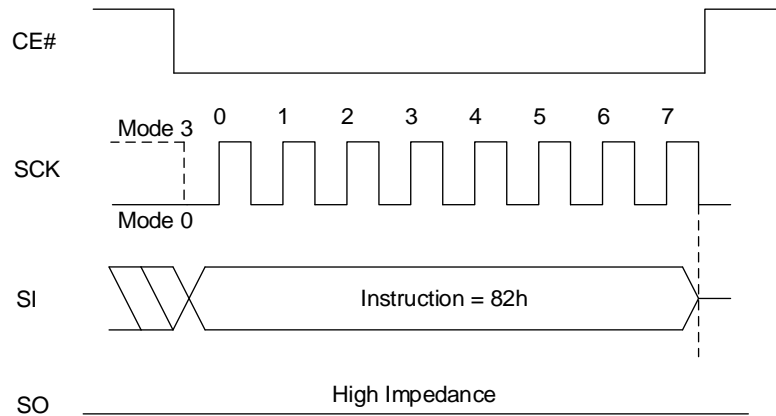 CE#
0 1 2 3 4 5 6 7
Mode 3
SCK
Mode 0
SI
Instruction = 82h
High Impedance
SO